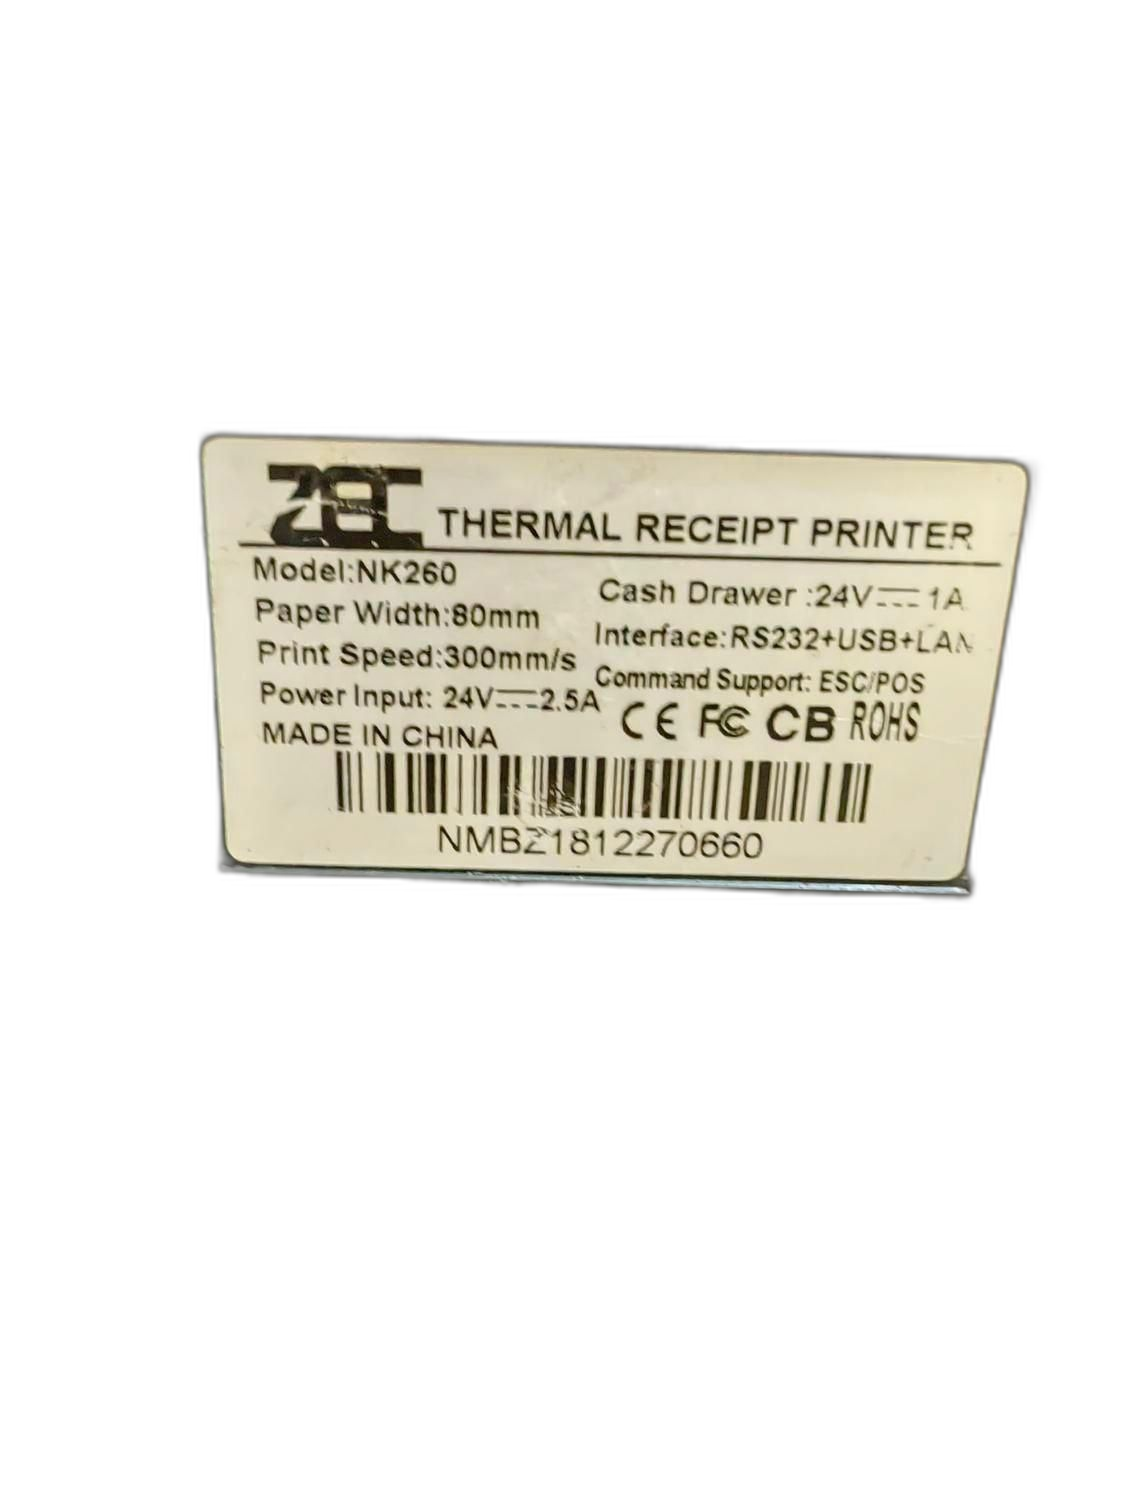 ZEC THERMAL RECEIPT PRINTER
Model:NK260
Paper Width:80mm
Print Speed:300mm/s
Power Input: 24V⎓2.5A
MADE IN CHINA
Cash Drawer :24V⎓1A
Interface:RS232+USB+LAN
Command Support: ESC/POS
CE FC CB ROHS
NMBZ1812270660